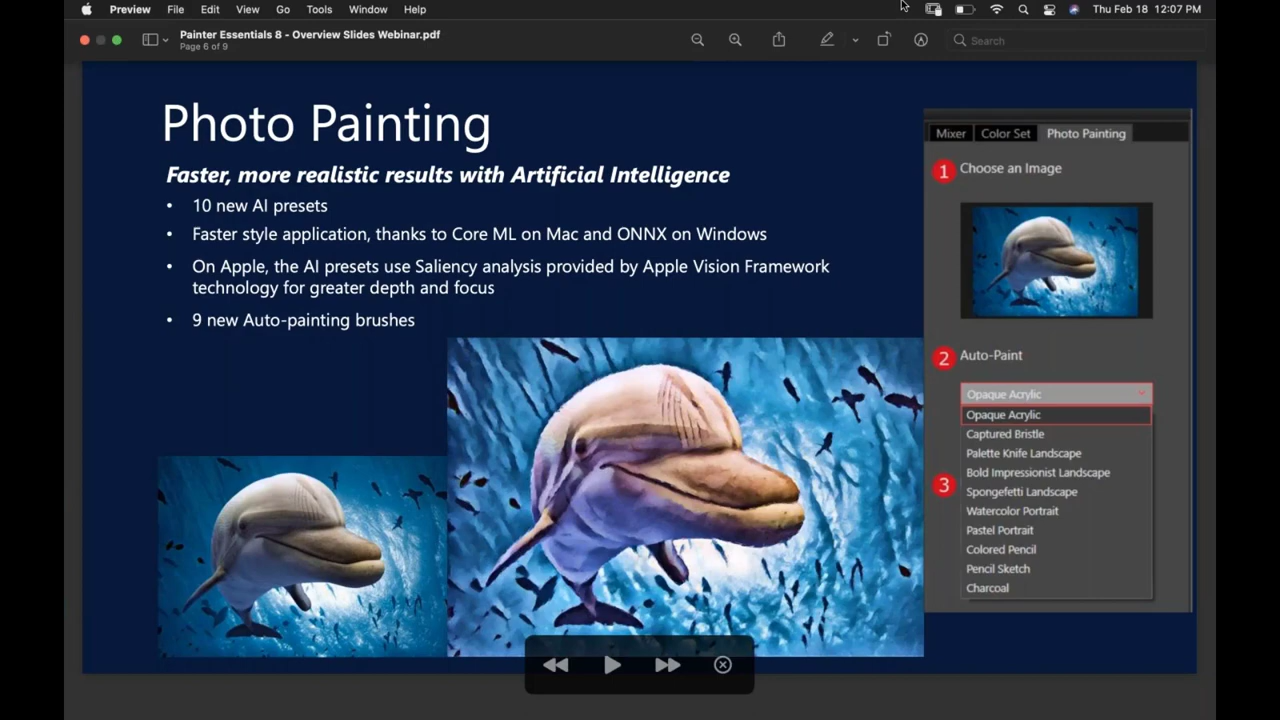 Preview File Edit View Go Tools Window Help Thu Feb 18 12:07 PM
Painter Essentials 8 - Overview Slides Webinar.pdf
Page 6 of 9
Search
Photo Painting
Faster, more realistic results with Artificial Intelligence
• 10 new AI presets
• Faster style application, thanks to Core ML on Mac and ONNX on Windows
• On Apple, the AI presets use Saliency analysis provided by Apple Vision Framework
technology for greater depth and focus
• 9 new Auto-painting brushes
Mixer Color Set Photo Painting
1 Choose an Image
2 Auto-Paint
Opaque Acrylic
Opaque Acrylic
Captured Bristle
Palette Knife Landscape
Bold Impressionist Landscape
3 Spongefetti Landscape
Watercolor Portrait
Pastel Portrait
Colored Pencil
Pencil Sketch
Charcoal